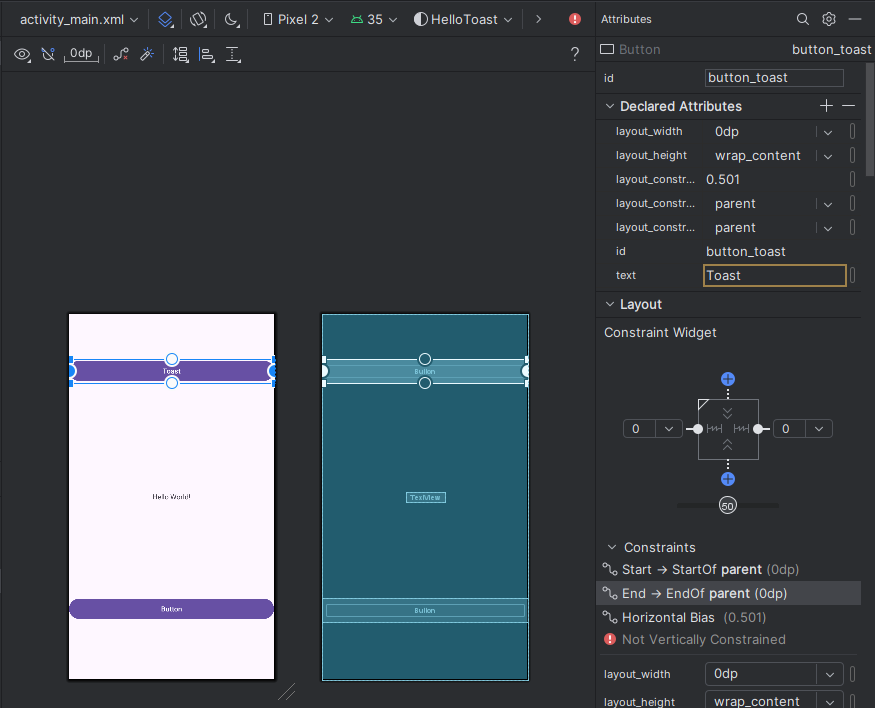 activity_main.xml Pixel 2 35 HelloToast
0dp ?
Attributes
Button button_toast
id button_toast
Declared Attributes
layout_width 0dp
layout_height wrap_content
layout_constr... 0.501
layout_constr... parent
layout_constr... parent
id button_toast
text Toast
Layout
Constraint Widget
0 0
50
Constraints
Start → StartOf parent (0dp)
End → EndOf parent (0dp)
Horizontal Bias (0.501)
Not Vertically Constrained
layout_width 0dp
layout_height wrap_content
Toast Button
Hello World! TextView
Button Button